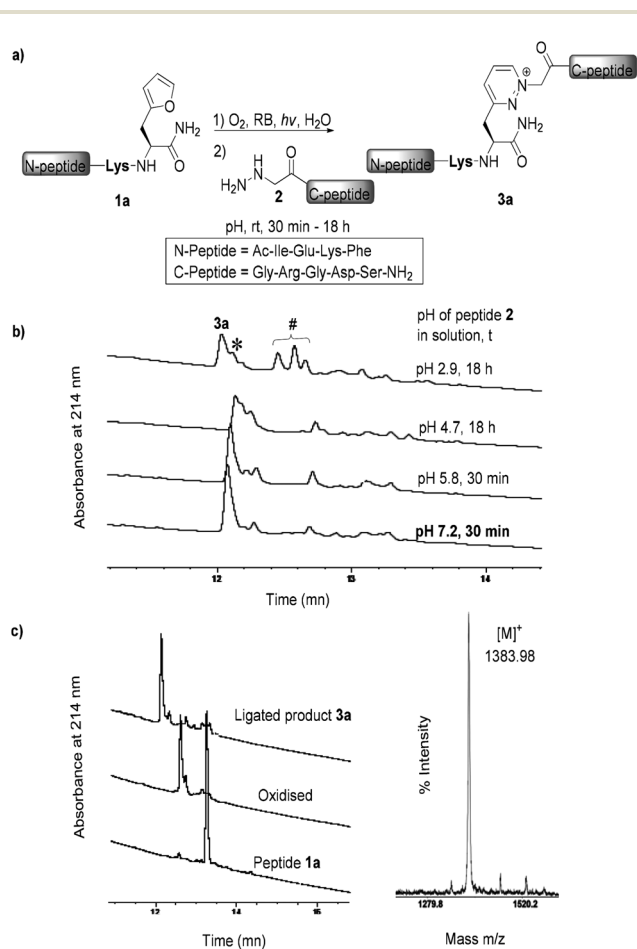 a)
O
NH₂
N-peptide
Lys
NH
O
1a
1) O₂, RB, hν, H₂O
2)
H
N
O
H₂N
2
C-peptide
pH, rt, 30 min - 18 h
O
C-peptide
⊕
N
N
NH₂
N-peptide
Lys
NH
O
3a
N-Peptide = Ac-Ile-Glu-Lys-Phe
C-Peptide = Gly-Arg-Gly-Asp-Ser-NH₂
b)
Absorbance at 214 nm
3a
*
#
pH of peptide 2
in solution, t
pH 2.9, 18 h
pH 4.7, 18 h
pH 5.8, 30 min
pH 7.2, 30 min
12 13 14
Time (mn)
c)
Absorbance at 214 nm
Ligated product 3a
Oxidised
Peptide 1a
12 14 15
Time (mn)
[M]⁺
1383.98
% Intensity
1279.8 1520.2
Mass m/z